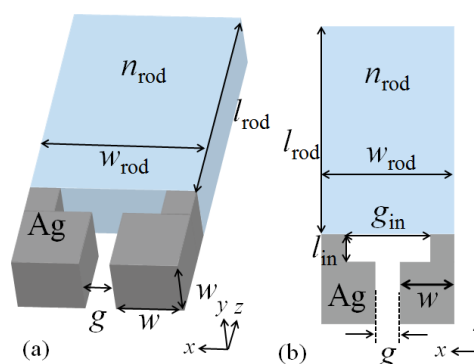 n_rod
l_rod
w_rod
Ag
w
g
w
y z
x
(a)
n_rod
l_rod
w_rod
g_in
l_in
Ag
w
g
x
(b)